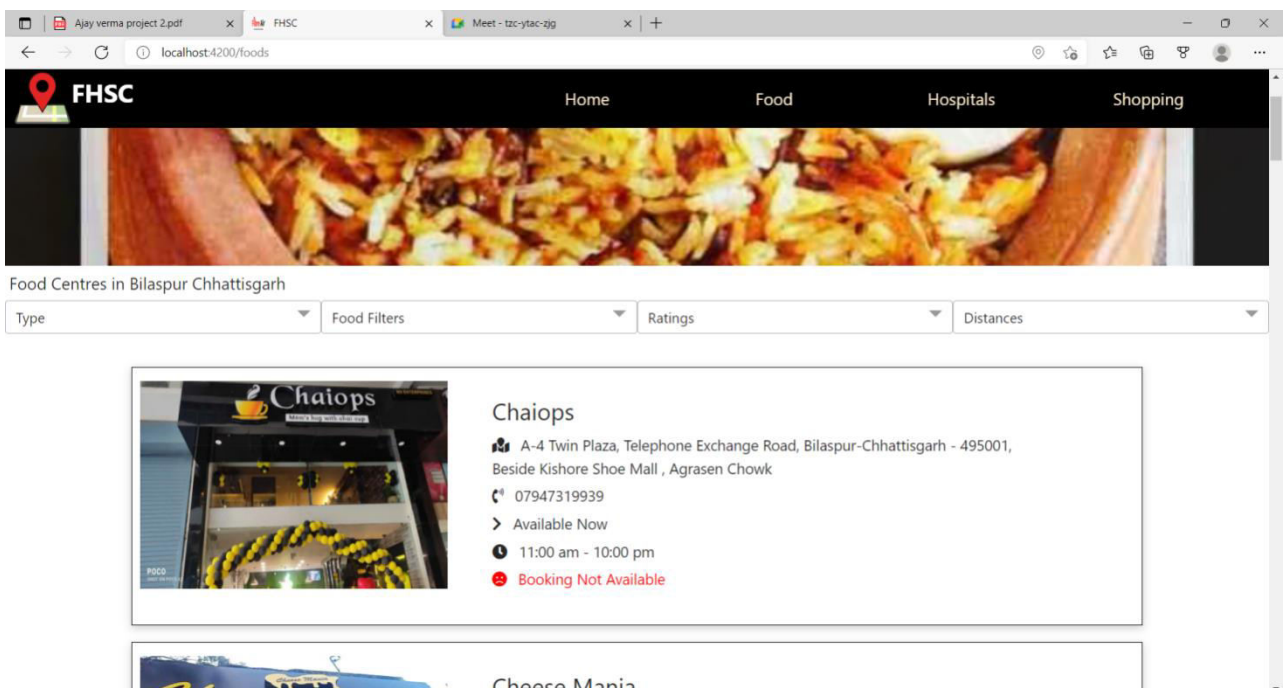 Ajay verma project 2.pdf
FHSC
Meet - tzc-ytac-zjg
localhost:4200/foods
FHSC
Home
Food
Hospitals
Shopping
Food Centres in Bilaspur Chhattisgarh
Type
Food Filters
Ratings
Distances
Chaiops
POCO
Chaiops
A-4 Twin Plaza, Telephone Exchange Road, Bilaspur-Chhattisgarh - 495001,
Beside Kishore Shoe Mall , Agrasen Chowk
07947319939
Available Now
11:00 am - 10:00 pm
Booking Not Available
Cheese Mania